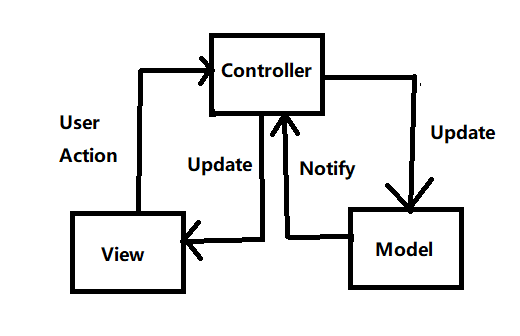 Controller
User
Action
Update
Notify
Update
View
Model